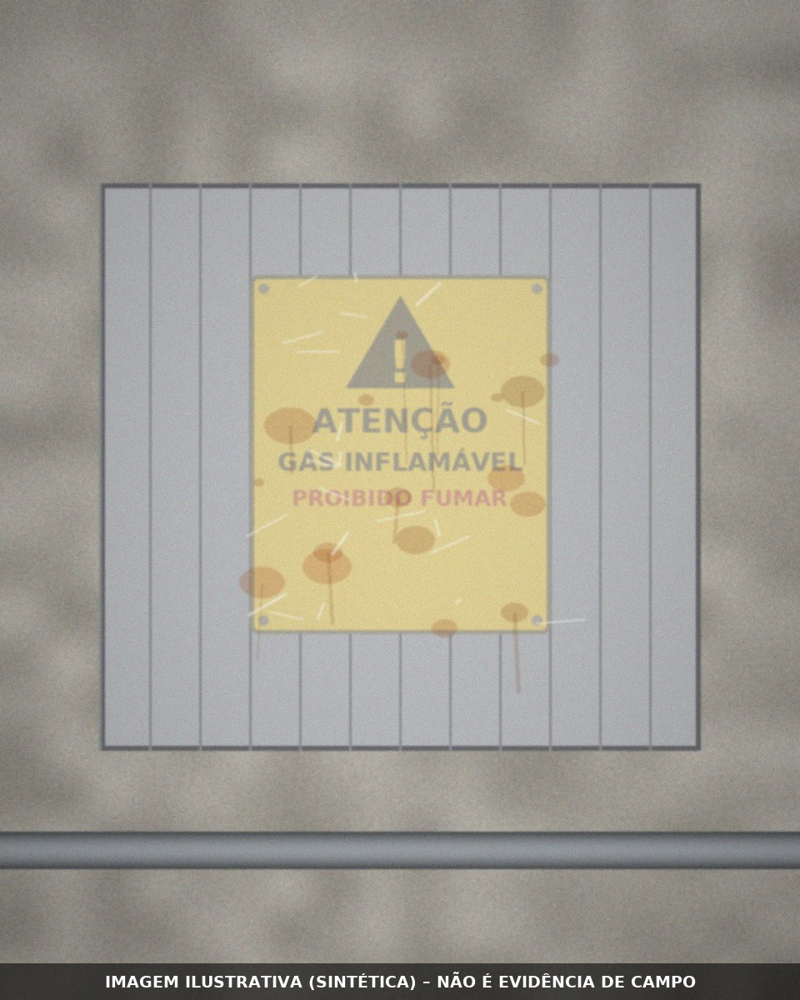 !
ATENÇÃO
GÁS INFLAMÁVEL
PROIBIDO FUMAR
IMAGEM ILUSTRATIVA (SINTÉTICA) – NÃO É EVIDÊNCIA DE CAMPO